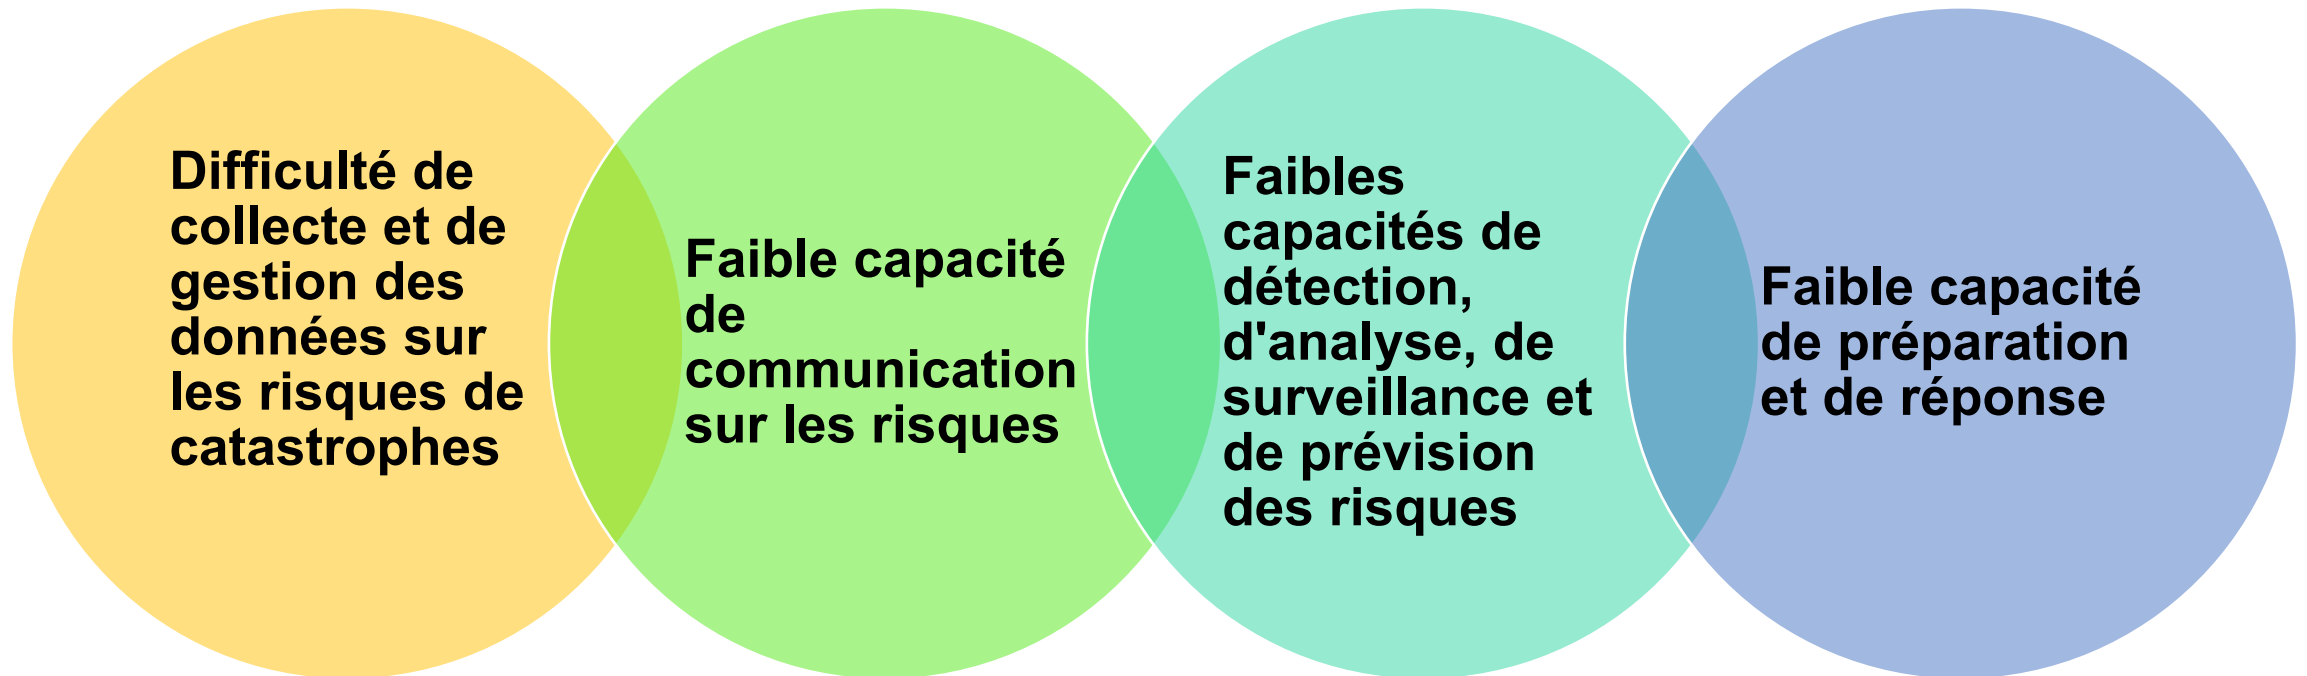 Difficulté de
collecte et de
gestion des
données sur
les risques de
catastrophes
Faible capacité
de
communication
sur les risques
Faibles
capacités de
détection,
d'analyse, de
surveillance et
de prévision
des risques
Faible capacité
de préparation
et de réponse